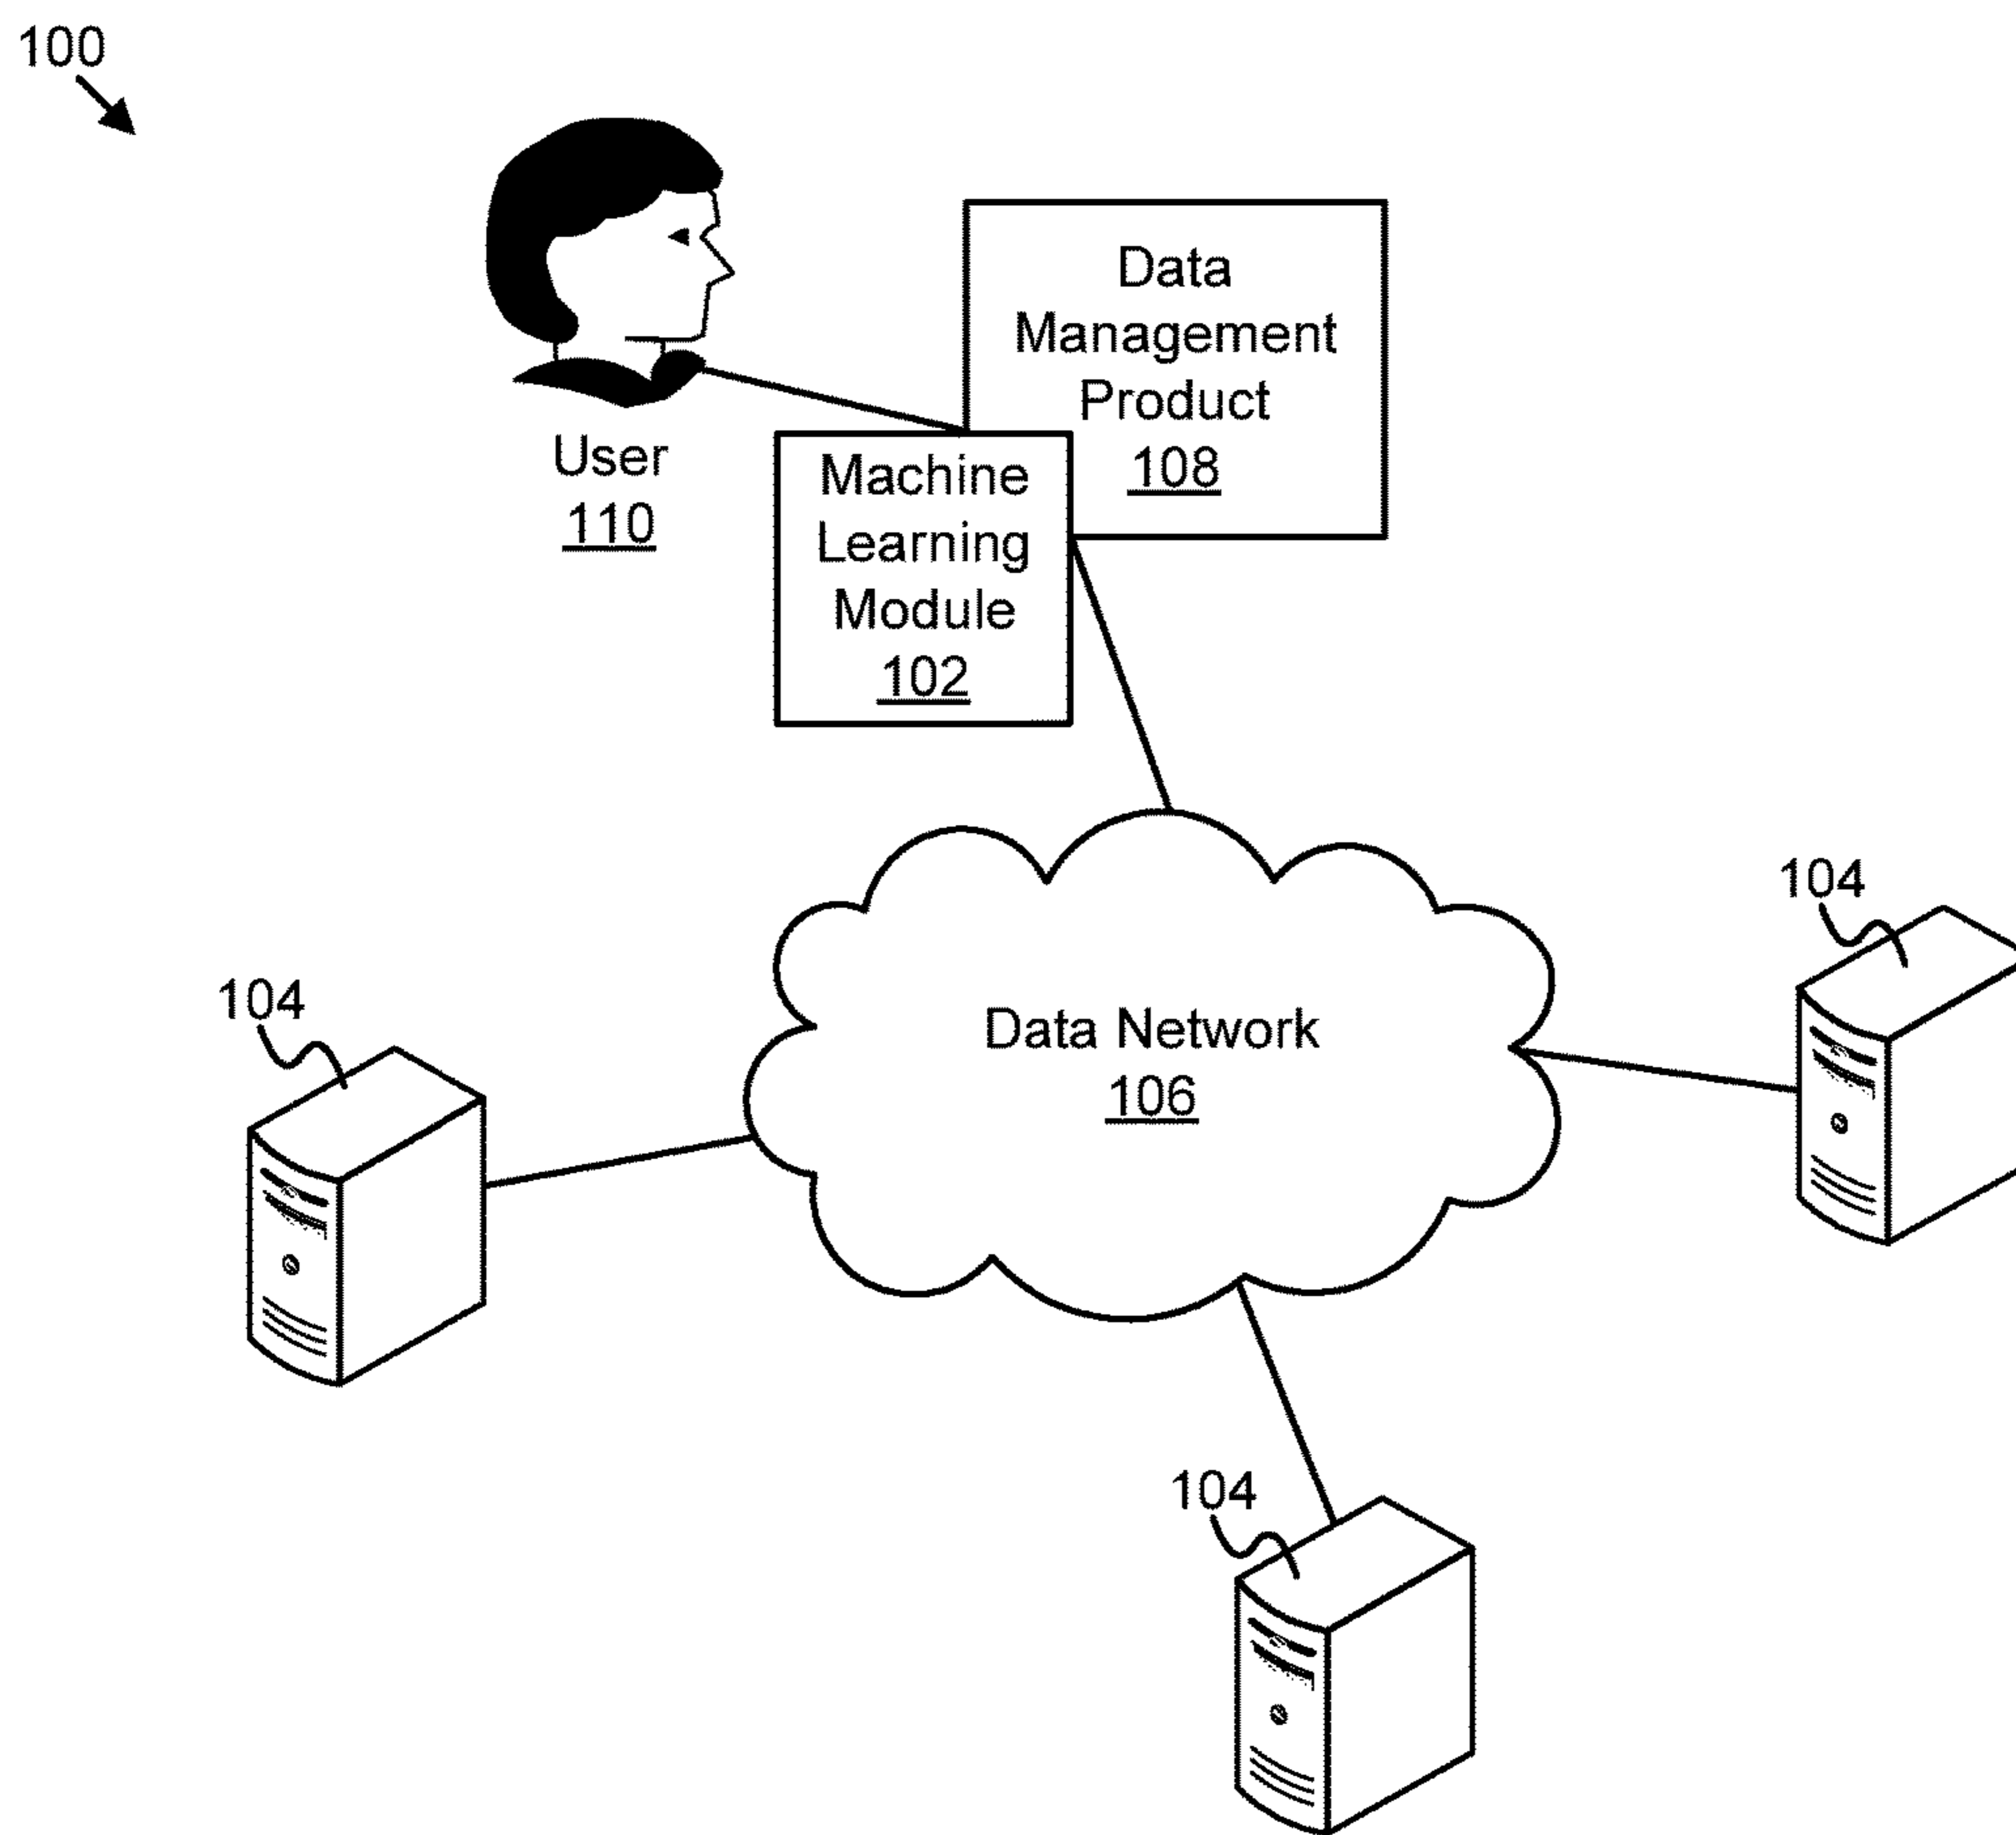 100
Data
Management
Product
108
User
110
Machine
Learning
Module
102
104
104
Data Network
106
104